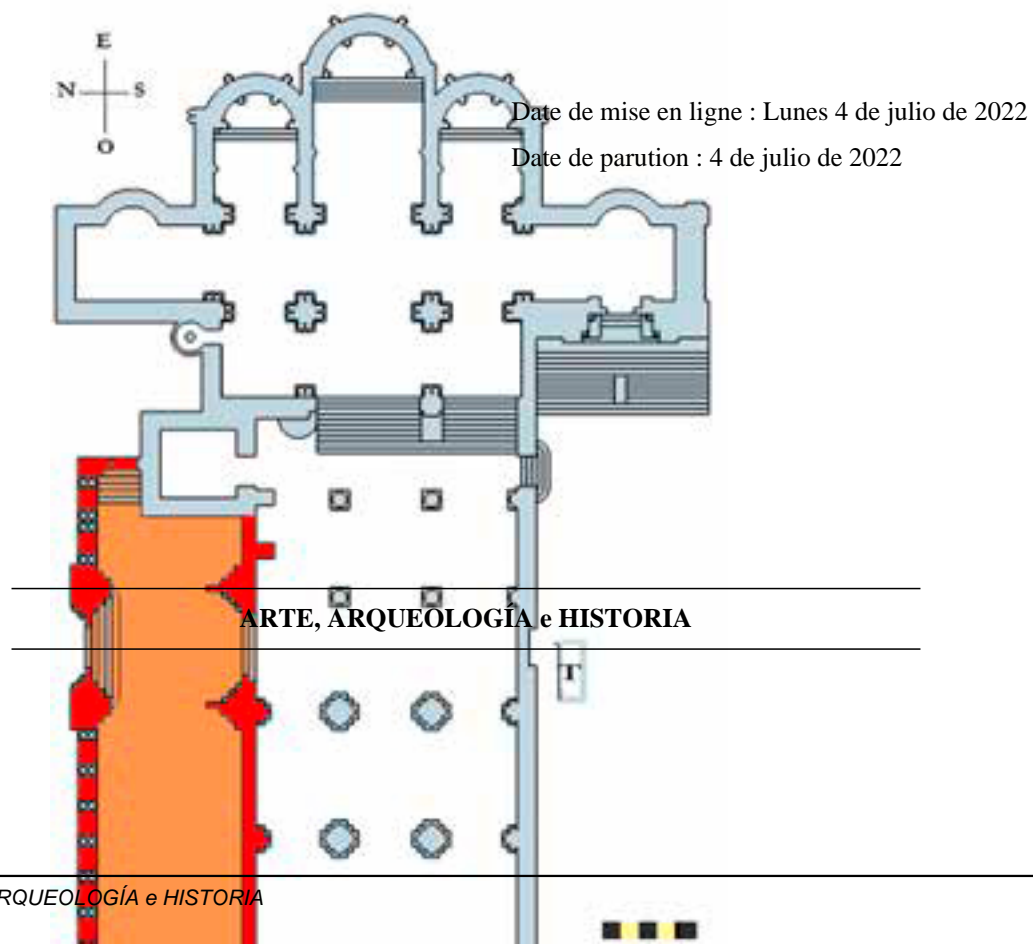 E
N S
O
Date de mise en ligne : Lunes 4 de julio de 2022
Date de parution : 4 de julio de 2022
ARTE, ARQUEOLOGÍA e HISTORIA
T
RQUEOLOGÍA e HISTORIA